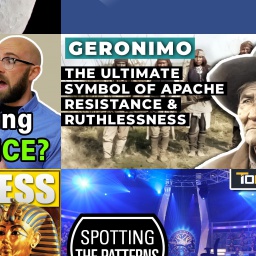 GERONIMO
THE ULTIMATE
SYMBOL OF APACHE
RESISTANCE &
RUTHLESSNESS
ng
CE?
ESS
SPOTTING
THE PATTERNS